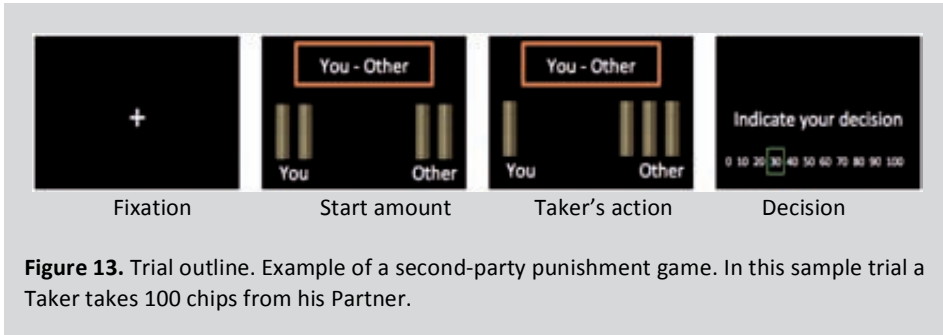 +
You - Other
You Other
You - Other
You Other
Indicate your decision
0 10 20 30 40 50 60 70 80 90 100
Fixation Start amount Taker's action Decision
Figure 13. Trial outline. Example of a second-party punishment game. In this sample trial a
Taker takes 100 chips from his Partner.